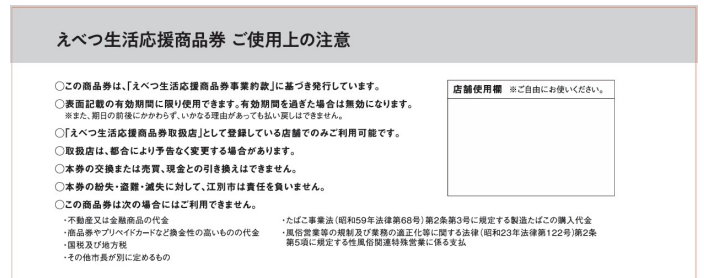 えべつ生活応援商品券 ご使用上の注意
○この商品券は、「えべつ生活応援商品券事業約款」に基づき発行しています。
○表面記載の有効期間に限り使用できます。有効期間を過ぎた場合は無効になります。
※また、期日の前後にかかわらず、いかなる理由があっても払い戻しはできません。
○「えべつ生活応援商品券取扱店」として登録している店舗でのみご利用可能です。
○取扱店は、都合により予告なく変更する場合があります。
○本券の交換または売買、現金との引き換えはできません。
○本券の紛失・盗難・滅失に対して、江別市は責任を負いません。
○この商品券は次の場合にはご利用できません。
・不動産又は金融商品の代金
・商品券やプリペイドカードなど換金性の高いものの代金
・国税及び地方税
・その他市長が別に定めるもの
・たばこ事業法(昭和59年法律第68号)第2条第3号に規定する製造たばこの購入代金
・風俗営業等の規制及び業務の適正化等に関する法律(昭和23年法律第122号)第2条
第5項に規定する性風俗関連特殊営業に係る支払
店舗使用欄 ※ご自由にお使いください。